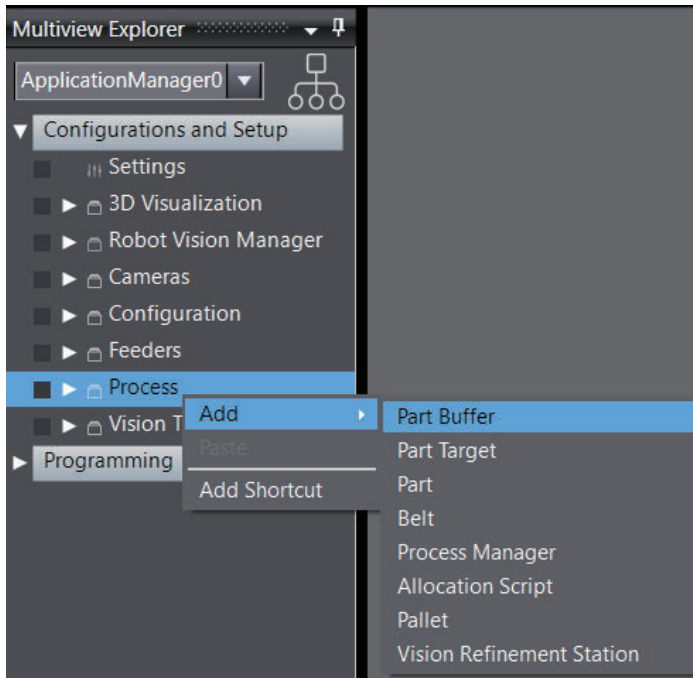 Multiview Explorer
ApplicationManager0
Configurations and Setup
Settings
3D Visualization
Robot Vision Manager
Cameras
Configuration
Feeders
Process
Vision T
Programming
Add
Paste
Add Shortcut
Part Buffer
Part Target
Part
Belt
Process Manager
Allocation Script
Pallet
Vision Refinement Station